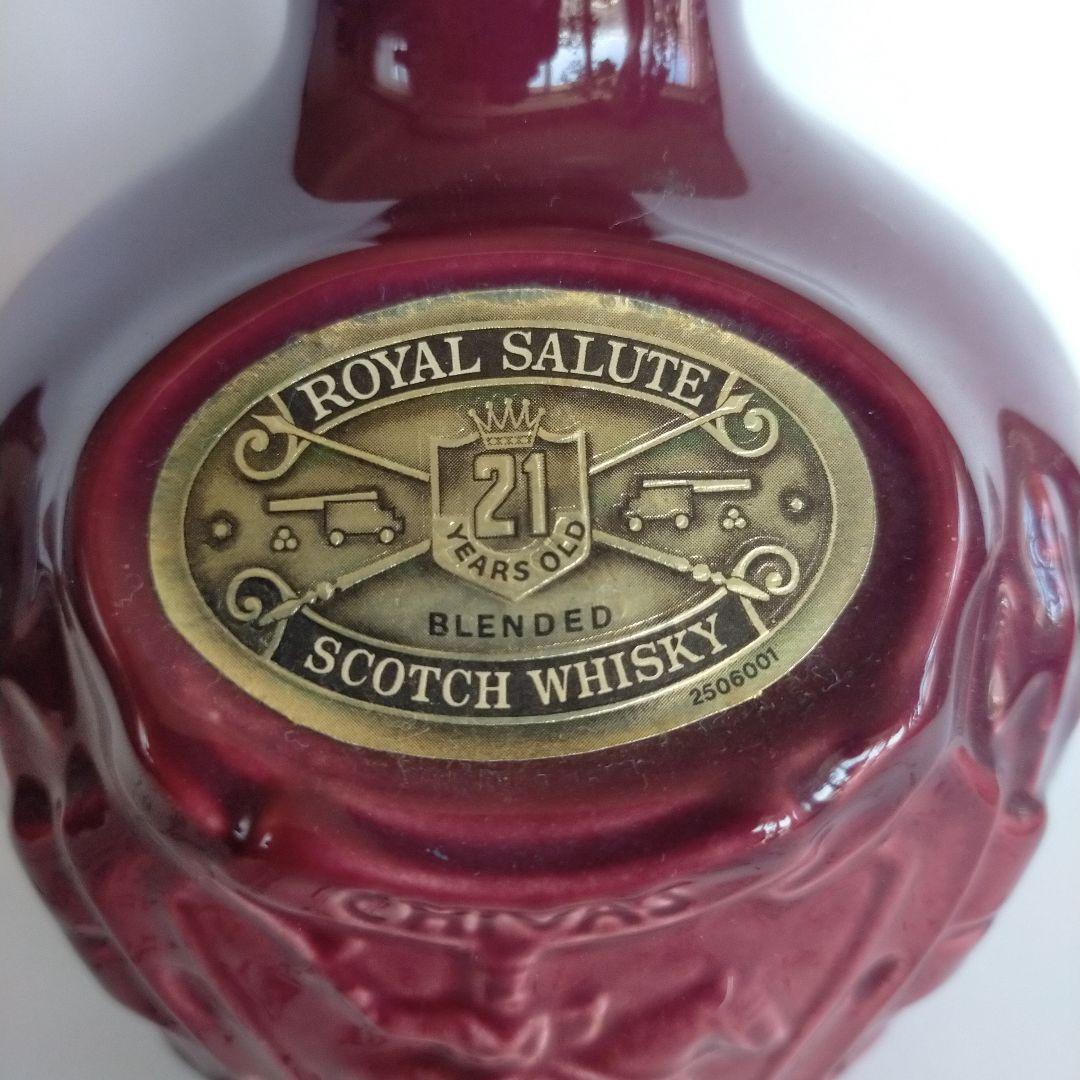 ROYAL SALUTE
21
YEARS OLD
BLENDED
SCOTCH WHISKY
2506001
CHIVAS